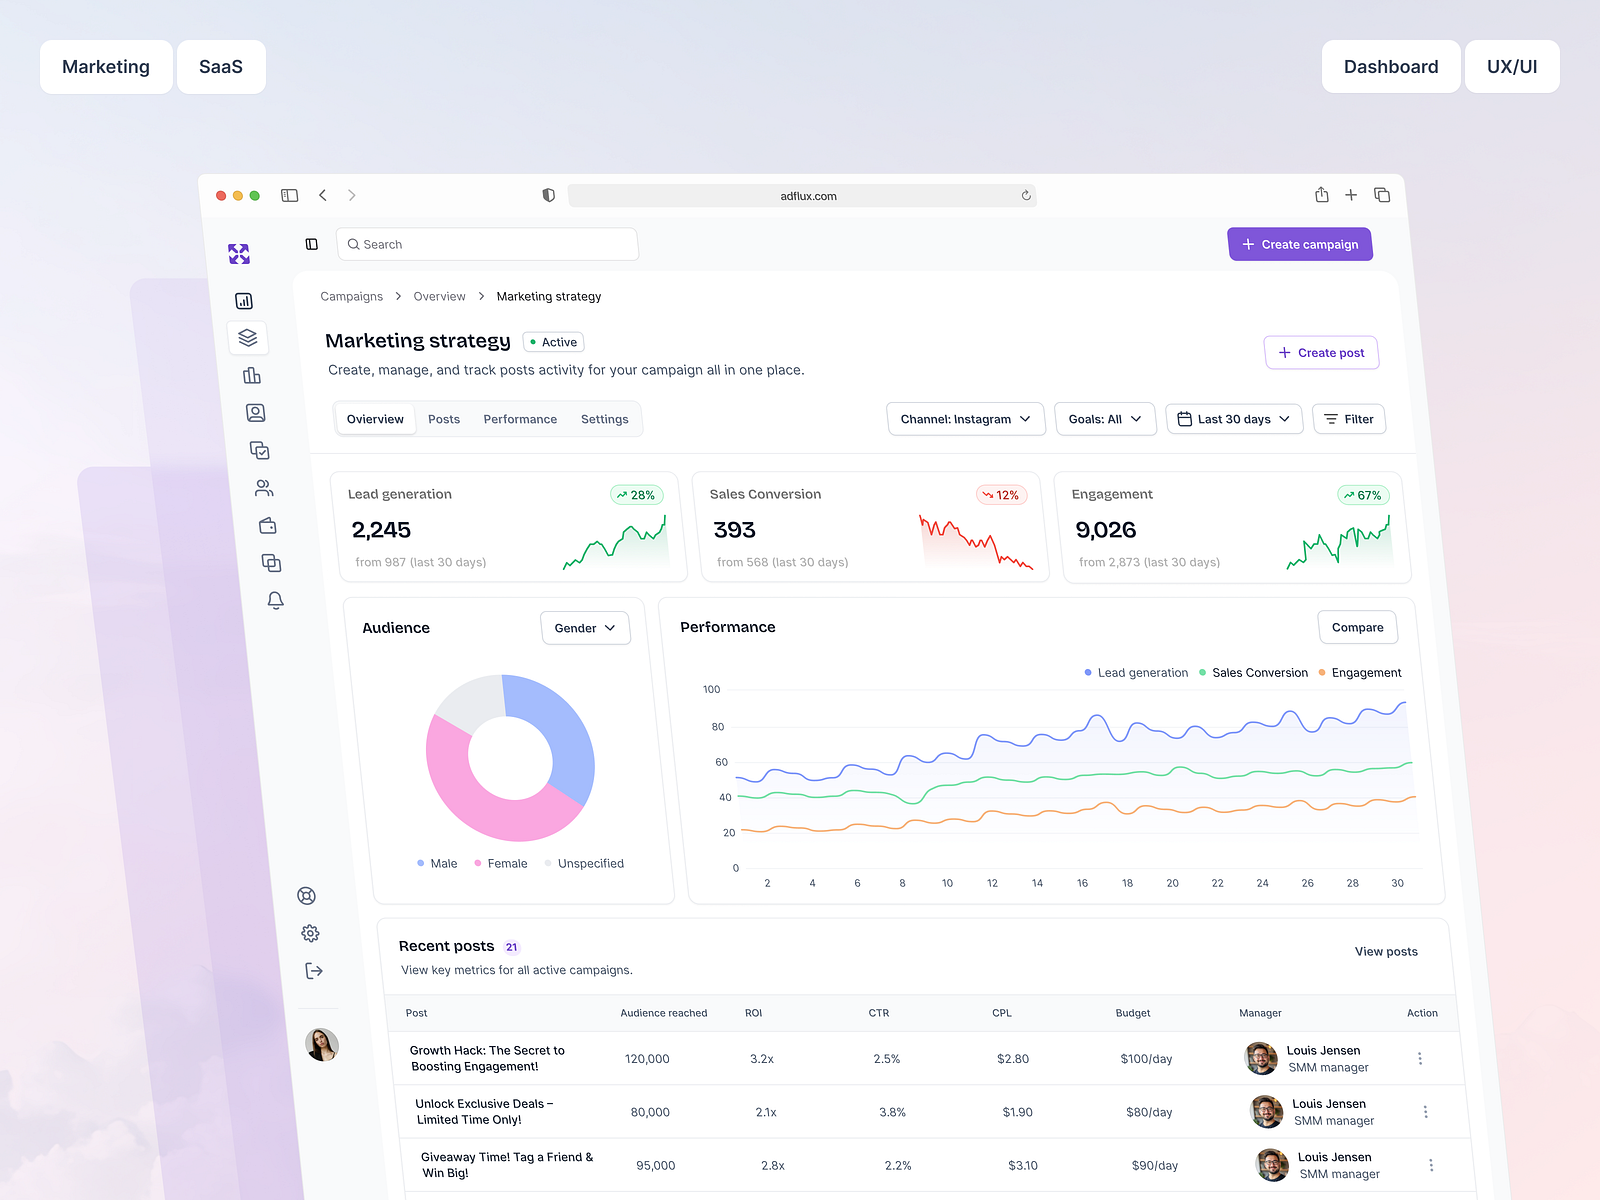 Marketing
SaaS
Dashboard
UX/UI
adflux.com
Search
Create campaign
Campaigns
Overview
Marketing strategy
Marketing strategy
Active
Create post
Create, manage, and track posts activity for your campaign all in one place.
Overview
Posts
Performance
Settings
Channel: Instagram
Goals: All
Last 30 days
Filter
Lead generation
28%
2,245
from 987 (last 30 days)
Sales Conversion
12%
393
from 568 (last 30 days)
Engagement
67%
9,026
from 2,873 (last 30 days)
Audience
Gender
Male
Female
Unspecified
Performance
Compare
Lead generation
Sales Conversion
Engagement
100
80
60
40
20
0
2 4 6 8 10 12 14 16 18 20 22 24 26 28 30
Recent posts 21
View key metrics for all active campaigns.
View posts
Post Audience reached ROI CTR CPL Budget Manager Action
Growth Hack: The Secret to
Boosting Engagement!
120,000 3.2x 2.5% $2.80 $100/day
Louis Jensen
SMM manager
Unlock Exclusive Deals –
Limited Time Only!
80,000 2.1x 3.8% $1.90 $80/day
Louis Jensen
SMM manager
Giveaway Time! Tag a Friend &
Win Big!
95,000 2.8x 2.2% $3.10 $90/day
Louis Jensen
SMM manager